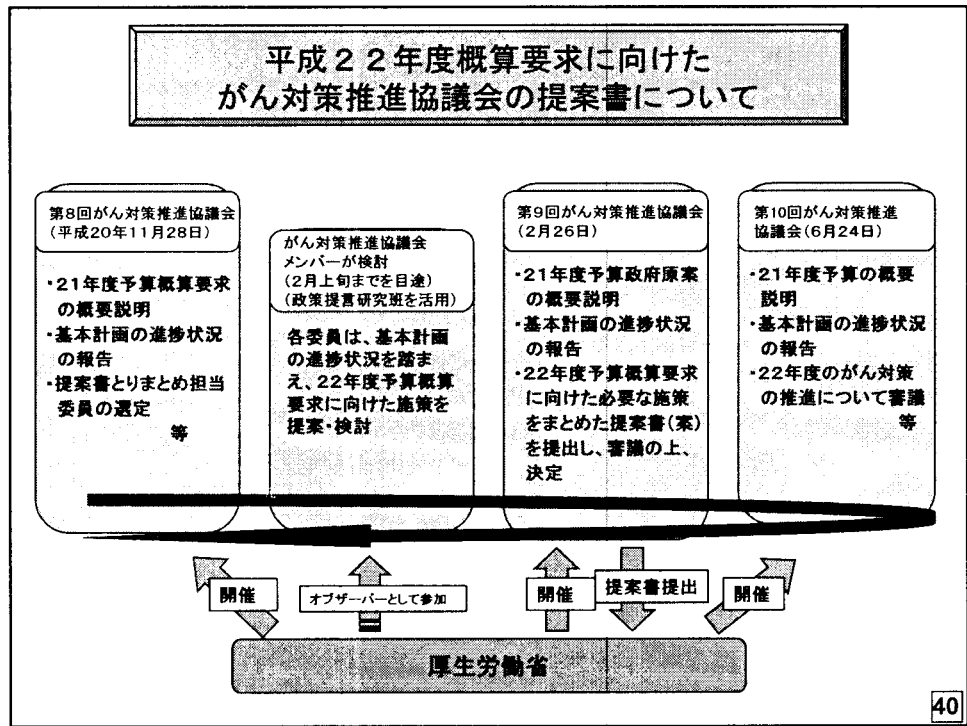 平成２２年度概算要求に向けた
がん対策推進協議会の提案書について
第8回がん対策推進協議会
（平成20年11月28日）
・21年度予算概算要求
の概要説明
・基本計画の進捗状況
の報告
・提案書とりまとめ担当
委員の選定
等
がん対策推進協議会
メンバーが検討
（２月上旬までを目途）
（政策提言研究班を活用）
各委員は、基本計画
の進捗状況を踏ま
え、22年度予算概算
要求に向けた施策を
提案・検討
第9回がん対策推進協議会
（2月26日）
・21年度予算政府原案
の概要説明
・基本計画の進捗状況
の報告
・22年度予算概算要求
に向けた必要な施策
をまとめた提案書（案）
を提出し、審議の上、
決定
第10回がん対策推進
協議会（6月24日）
・21年度予算の概要
説明
・基本計画の進捗状況
の報告
・22年度のがん対策
の推進について審議
等
開催
オブザーバーとして参加
開催
提案書提出
開催
厚生労働省
40